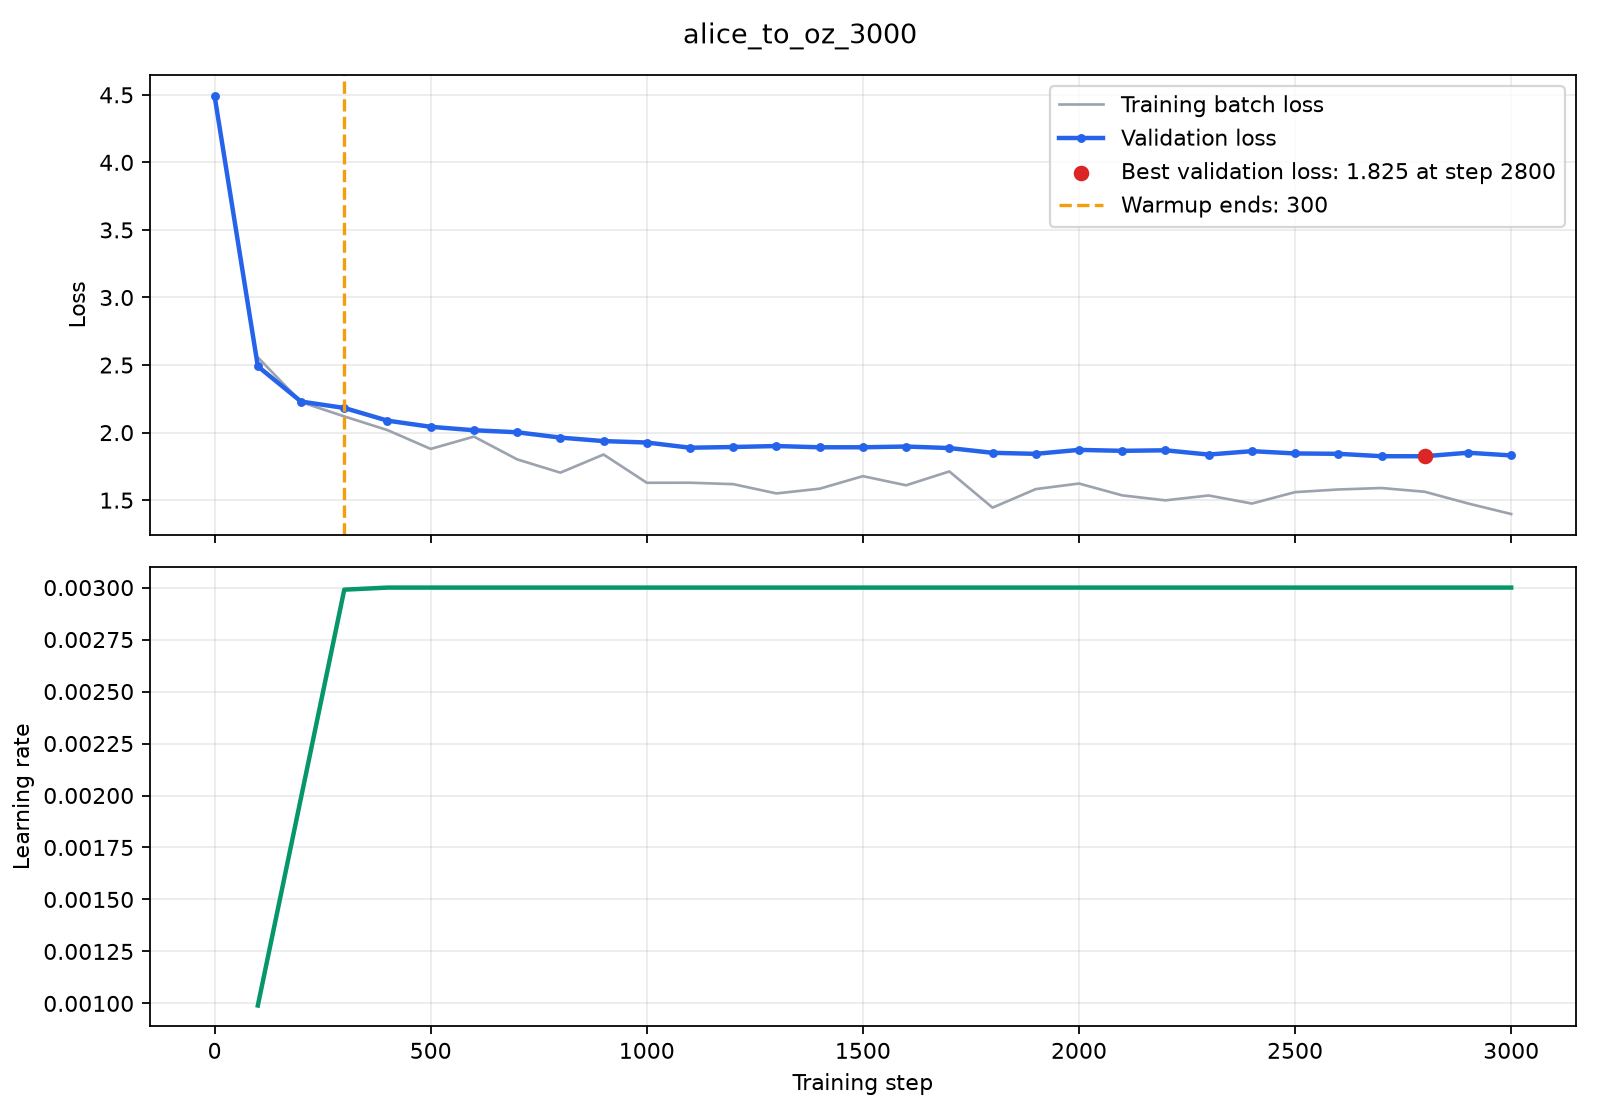 alice_to_oz_3000
Loss
4.5
4.0
3.5
3.0
2.5
2.0
1.5
Training batch loss
Validation loss
Best validation loss: 1.825 at step 2800
Warmup ends: 300
Learning rate
0.00300
0.00275
0.00250
0.00225
0.00200
0.00175
0.00150
0.00125
0.00100
0 500 1000 1500 2000 2500 3000
Training step